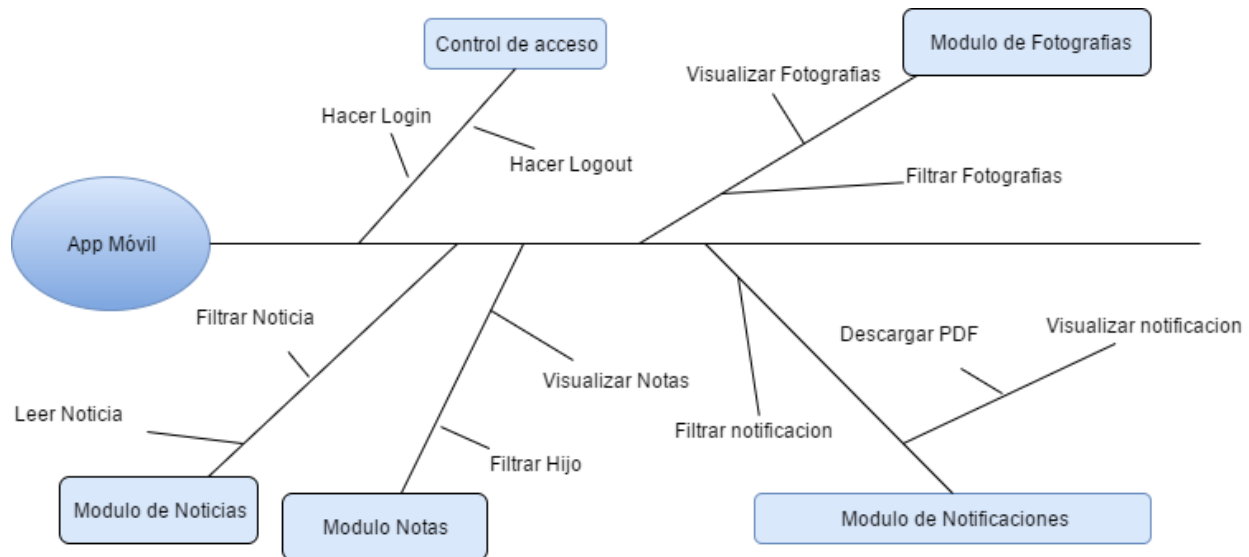 Control de acceso
Modulo de Fotografias
Visualizar Fotografias
Hacer Login
Hacer Logout
Filtrar Fotografias
App Móvil
Filtrar Noticia
Visualizar notificacion
Descargar PDF
Visualizar Notas
Leer Noticia
Filtrar notificacion
Filtrar Hijo
Modulo de Noticias
Modulo Notas
Modulo de Notificaciones